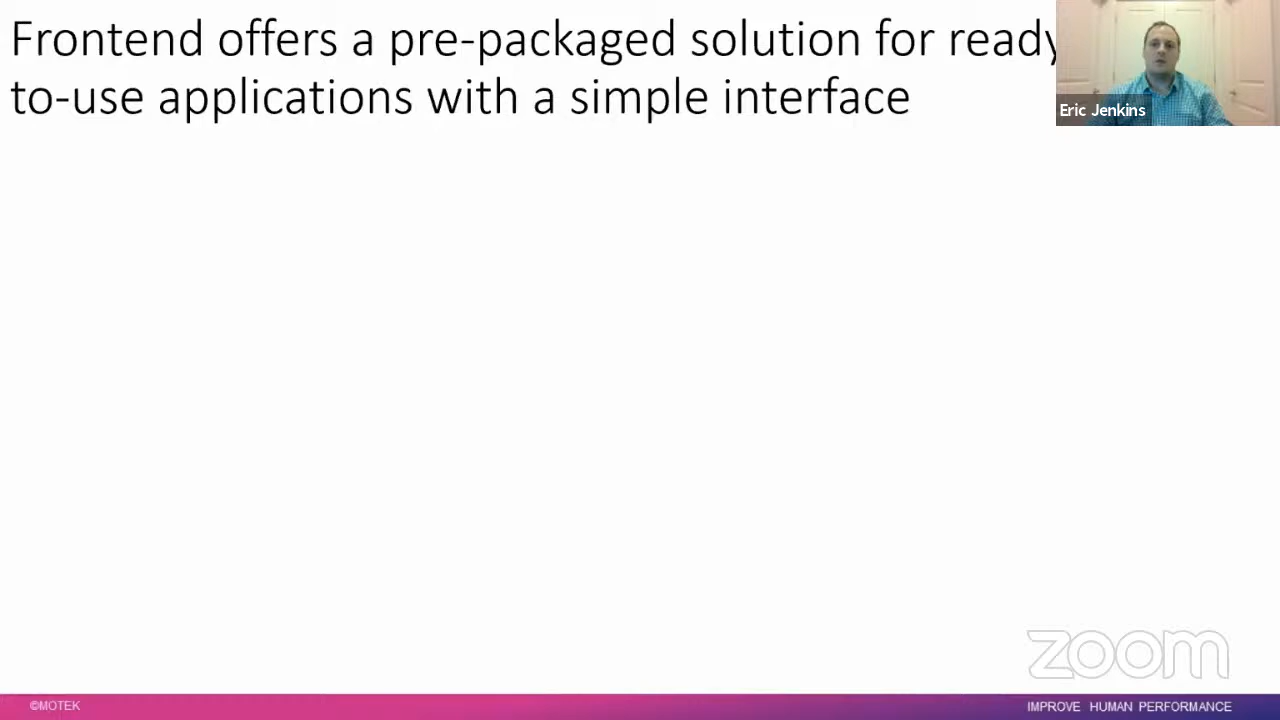 Frontend offers a pre-packaged solution for ready
to-use applications with a simple interface
Eric Jenkins
zoom
©MOTEK
IMPROVE HUMAN PERFORMANCE